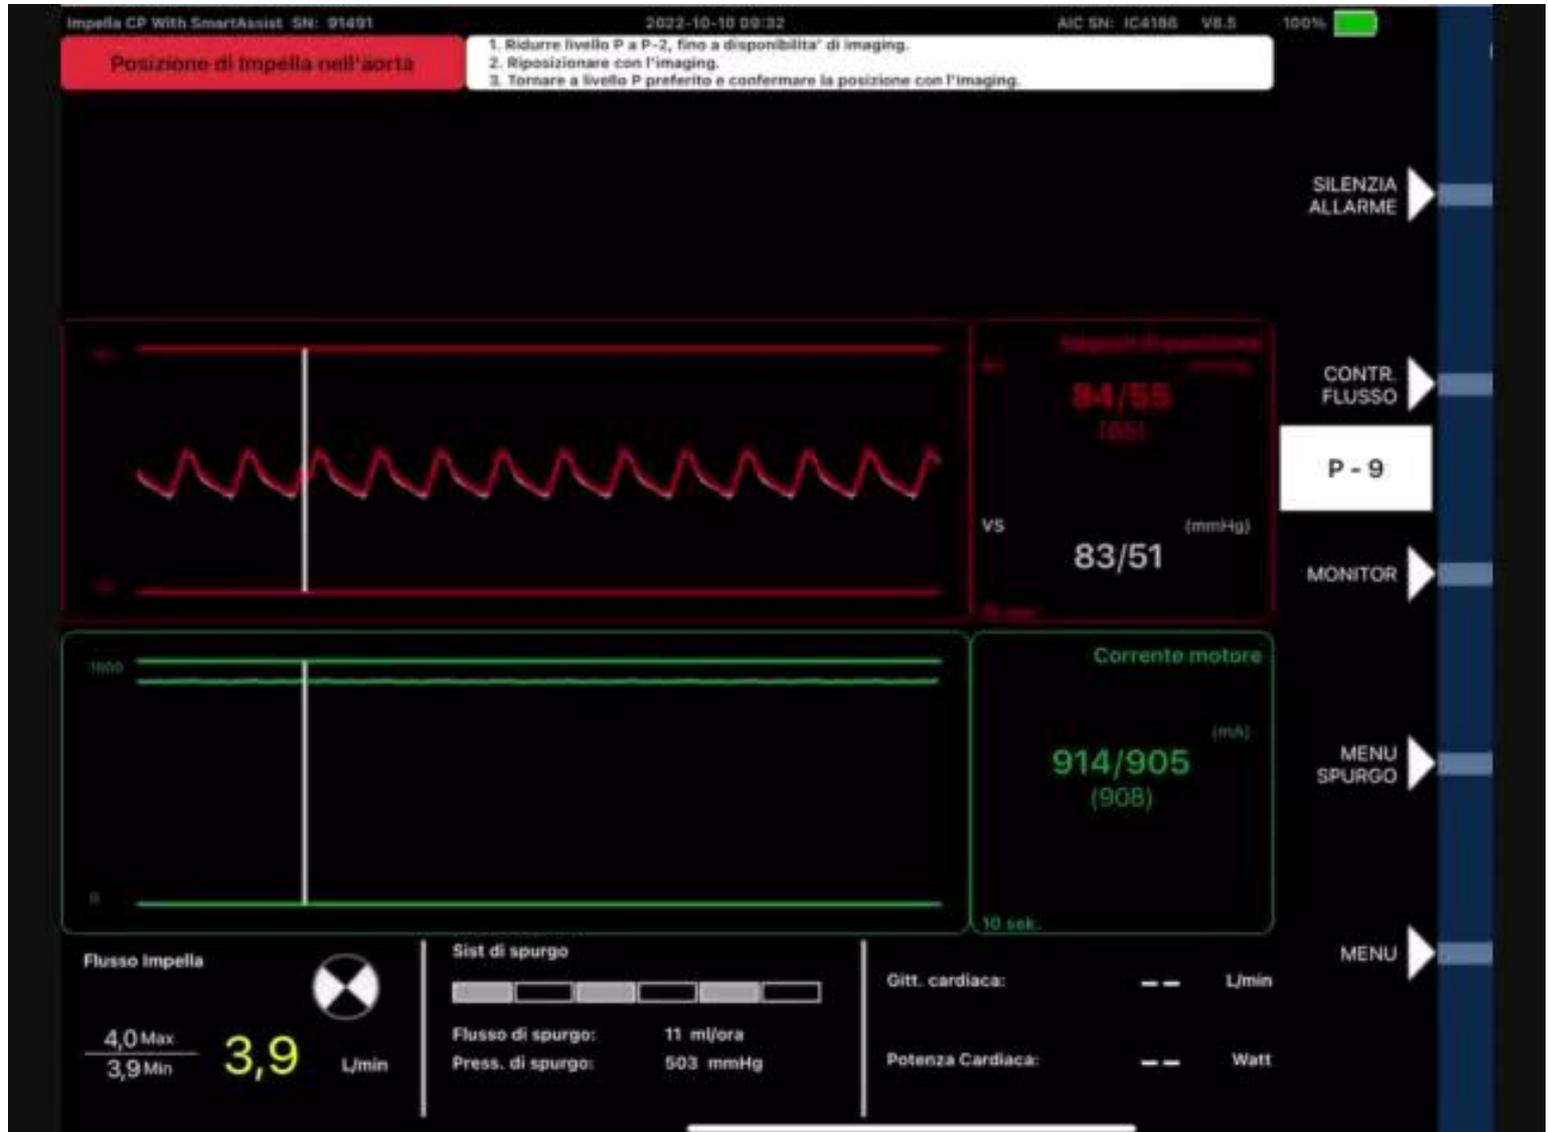 Impella CP With SmartAssist SN: 91491
2022-10-10 09:32
AIC SN: IC4186 V8.5
100%
Posizione di Impella nell'aorta
1. Ridurre livello P a P-2, fino a disponibilita' di imaging.
2. Riposizionare con l'imaging.
3. Tornare a livello P preferito e confermare la posizione con l'imaging.
SILENZIA
ALLARME
84/55
CONTR.
FLUSSO
P - 9
VS (mmHg)
83/51
MONITOR
1000
0
Corrente motore
(mA)
914/905
(908)
10 sek.
MENU
SPURGO
MENU
Flusso Impella
4,0 Max
3,9 Min
3,9
L/min
Sist di spurgo
Flusso di spurgo: 11 ml/ora
Press. di spurgo: 503 mmHg
Gitt. cardiaca: -- L/min
Potenza Cardiaca: -- Watt